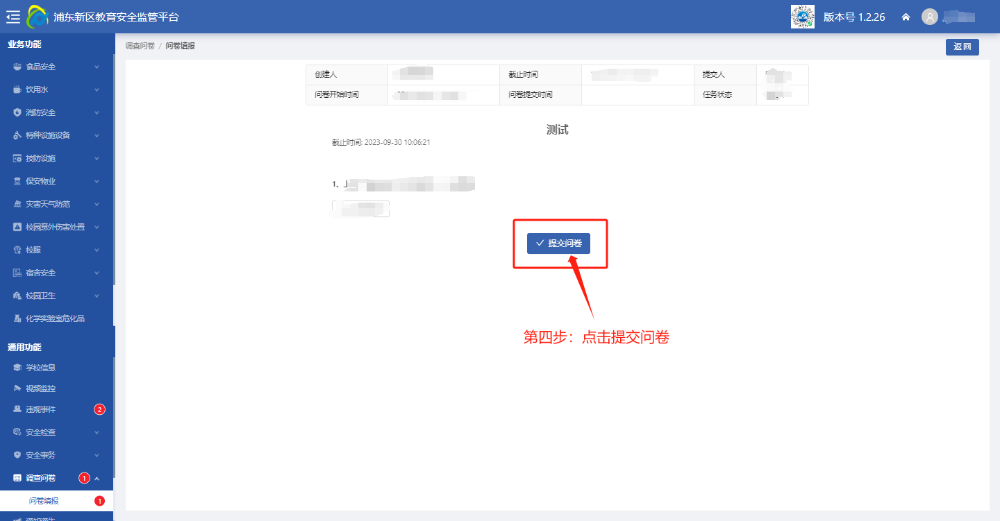 浦东新区教育安全监管平台
版本号 1.2.26
业务功能
食品安全
饮用水
消防安全
特种设施设备
技防设施
保安物业
灾害天气防范
校园意外伤害处置
校服
宿舍安全
校园卫生
化学实验室危化品
通用功能
学校信息
视频监控
违规事件 2
安全检查
安全事务
调查问卷 1
问卷填报 1
通知通告
调查问卷 / 问卷填报
返回
创建人 截止时间 提交人
问卷开始时间 问卷提交时间 任务状态
测试
截止时间: 2023-09-30 10:06:21
1、上
提交问卷
第四步：点击提交问卷